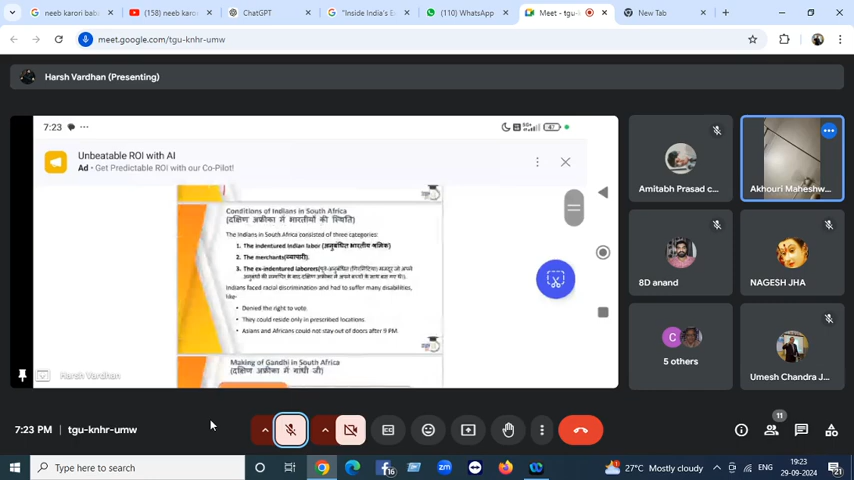 neeb karori bab
(158) neeb karo
ChatGPT
"Inside India's E
(110) WhatsApp
Meet - tgu-
New Tab
meet.google.com/tgu-knhr-umw
Harsh Vardhan (Presenting)
7:23
47
Unbeatable ROI with AI
Ad • Get Predictable ROI with our Co-Pilot!
Conditions of Indians in South Africa
(दक्षिण अफ्रीका में भारतीयों की स्थिति)
The Indians in South Africa consisted of three categories:
1. The indentured Indian labor (अनुबंधित भारतीय श्रमिक)
2. The merchants(व्यापारी).
3. The ex-indentured laborers
Indians faced racial discrimination and had to suffer many disabilities,
like-
• Denied the right to vote.
• They could reside only in prescribed locations.
• Asians and Africans could not stay out of doors after 9 PM.
Making of Gandhi in South Africa
(दक्षिण अफ्रीका में गांधी जी)
Harsh Vardhan
Amitabh Prasad c...
Akhouri Maheshw...
8D anand
NAGESH JHA
C
5 others
Umesh Chandra J...
7:23 PM | tgu-knhr-umw
11
Type here to search
16
27°C Mostly cloudy
ENG
19:23
29-09-2024
21